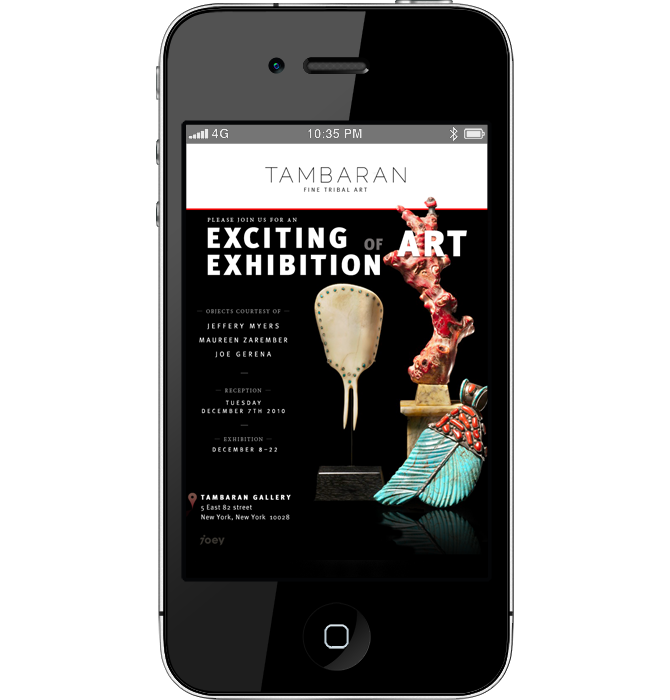 4G 10:35 PM
TAMBARAN
FINE TRIBAL ART
PLEASE JOIN US FOR AN
EXCITING OF ART
EXHIBITION
— OBJECTS COURTESY OF —
JEFFERY MYERS
MAUREEN ZAREMBER
JOE GERENA
— RECEPTION —
TUESDAY
DECEMBER 7TH 2010
— EXHIBITION —
DECEMBER 8–22
TAMBARAN GALLERY
5 East 82 street
New York, New York 10028
joey